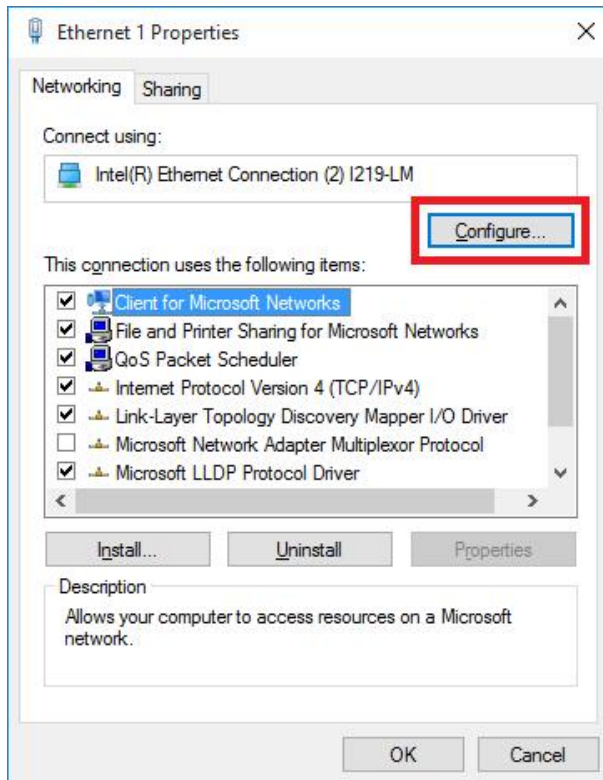 Ethernet 1 Properties
Networking
Sharing
Connect using:
Intel(R) Ethernet Connection (2) I219-LM
Configure...
This connection uses the following items:
Client for Microsoft Networks
File and Printer Sharing for Microsoft Networks
QoS Packet Scheduler
Internet Protocol Version 4 (TCP/IPv4)
Link-Layer Topology Discovery Mapper I/O Driver
Microsoft Network Adapter Multiplexor Protocol
Microsoft LLDP Protocol Driver
Install...
Uninstall
Properties
Description
Allows your computer to access resources on a Microsoft
network.
OK
Cancel